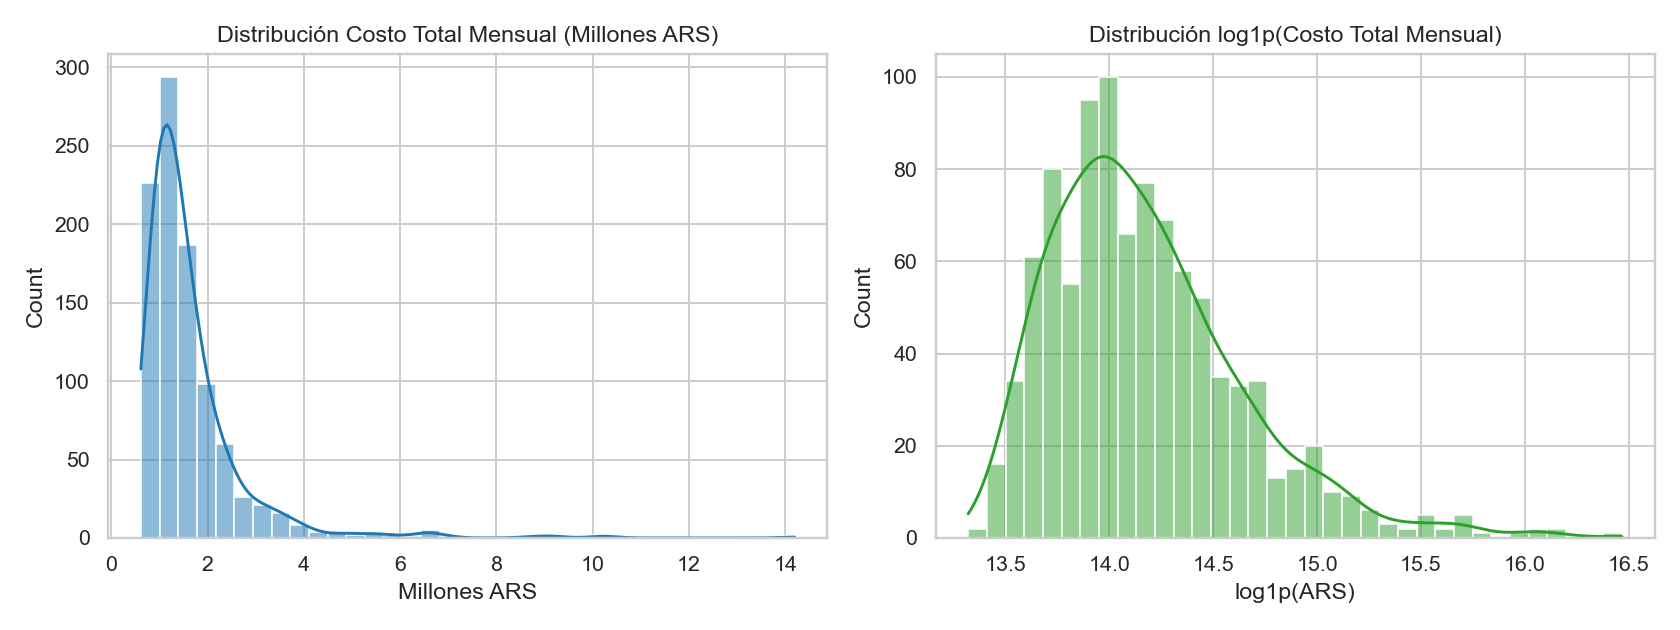 Distribución Costo Total Mensual (Millones ARS)
300
250
200
150
100
50
0
Count
0 2 4 6 8 10 12 14
Millones ARS
Distribución log1p(Costo Total Mensual)
100
80
60
40
20
0
Count
13.5 14.0 14.5 15.0 15.5 16.0 16.5
log1p(ARS)